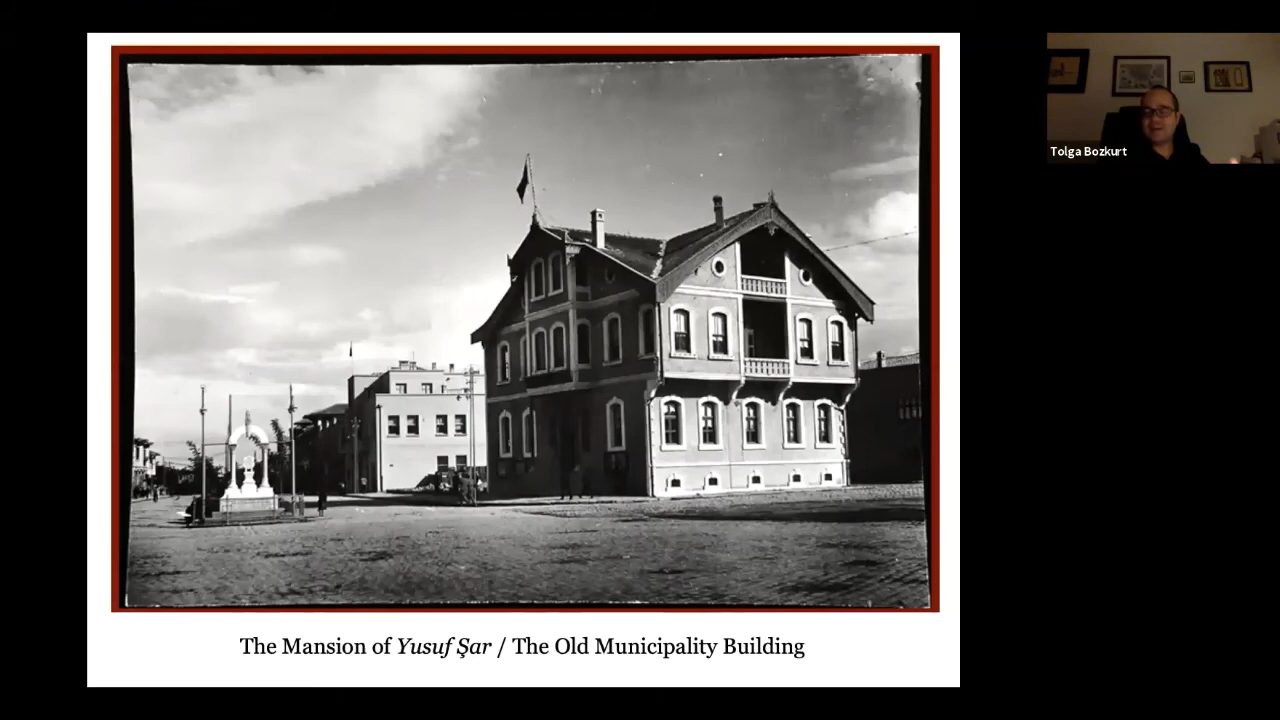 Tolga Bozkurt
The Mansion of Yusuf Şar / The Old Municipality Building